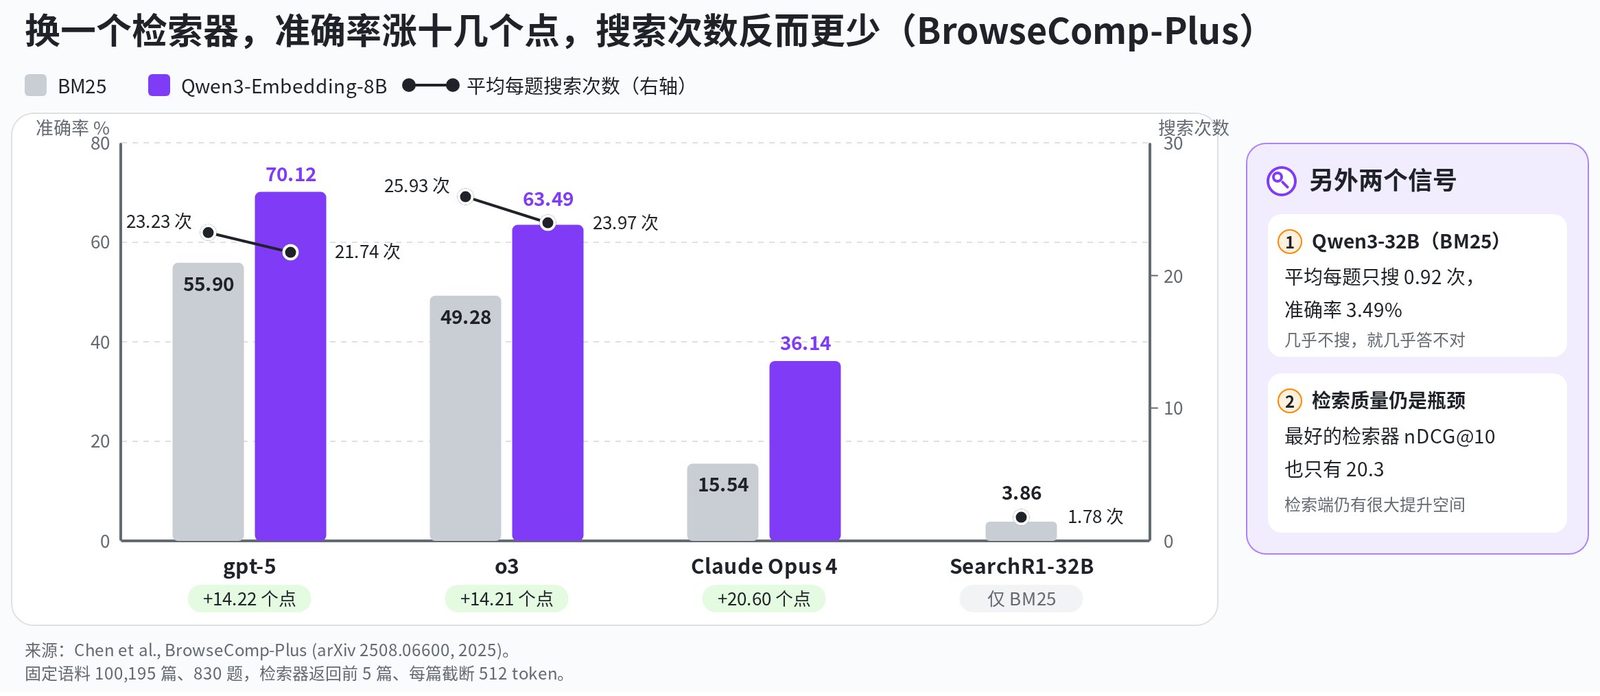 换一个检索器，准确率涨十几个点，搜索次数反而更少（BrowseComp-Plus）
BM25
Qwen3-Embedding-8B
平均每题搜索次数（右轴）
准确率 %
搜索次数
80
60
40
20
0
30
20
10
0
23.23 次
70.12
25.93 次
63.49
23.97 次
21.74 次
55.90
49.28
36.14
15.54
3.86
1.78 次
gpt-5
o3
Claude Opus 4
SearchR1-32B
+14.22 个点
+14.21 个点
+20.60 个点
仅 BM25
另外两个信号
1 Qwen3-32B（BM25）
平均每题只搜 0.92 次，
准确率 3.49%
几乎不搜，就几乎答不对
2 检索质量仍是瓶颈
最好的检索器 nDCG@10
也只有 20.3
检索端仍有很大提升空间
来源：Chen et al., BrowseComp-Plus (arXiv 2508.06600, 2025)。
固定语料 100,195 篇、830 题，检索器返回前 5 篇、每篇截断 512 token。